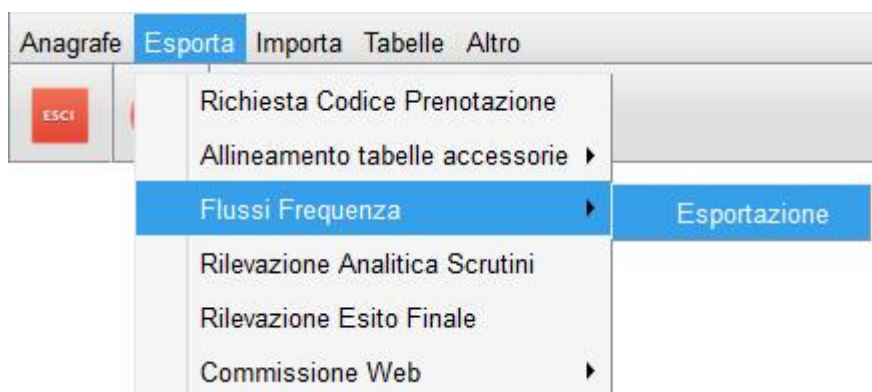 Anagrafe Esporta Importa Tabelle Altro
ESCI
Richiesta Codice Prenotazione
Allineamento tabelle accessorie
Flussi Frequenza
Esportazione
Rilevazione Analitica Scrutini
Rilevazione Esito Finale
Commissione Web